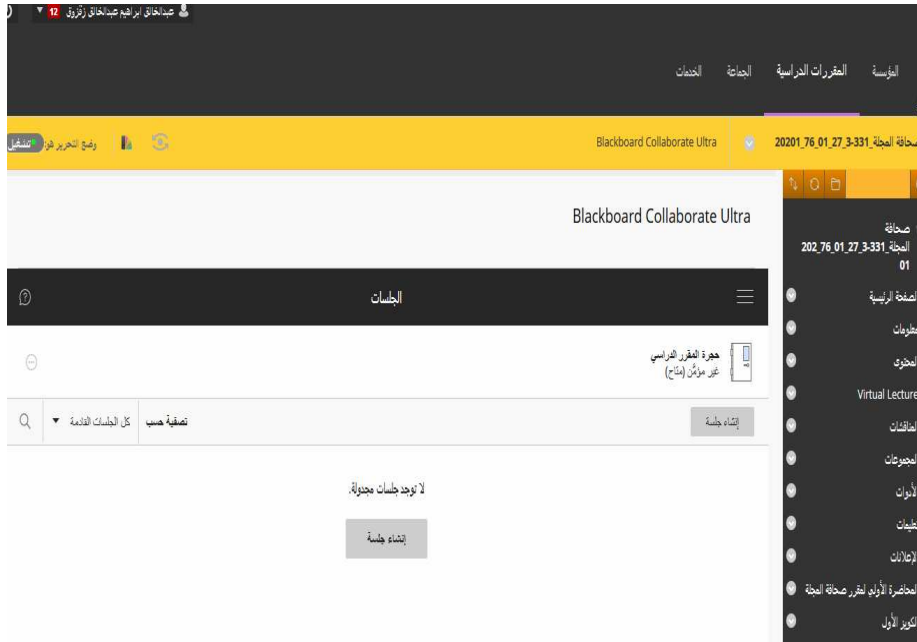 عبدالخالق ابراهيم عبدالخالق زقزوق 12
المؤسسة
المقررات الدراسية
الجماعة
الخدمات
صحافة المجلة_331-3_27_01_76_20201
Blackboard Collaborate Ultra
وضع التحرير هو: تشغيل
Blackboard Collaborate Ultra
صحافة
المجلة_331-3_27_01_76_202
01
الصفحة الرئيسية
معلومات
المحتوى
Virtual Lecture
المناقشات
المجموعات
الأدوات
تعليمات
الإعلانات
المحاضرة الأولي لمقرر صحافة المجلة
الكويز الأول
الجلسات
حجرة المقرر الدراسي
غير مؤمَّن (متاح)
إنشاء جلسة
تصفية حسب
كل الجلسات القادمة
لا توجد جلسات مجدولة.
إنشاء جلسة